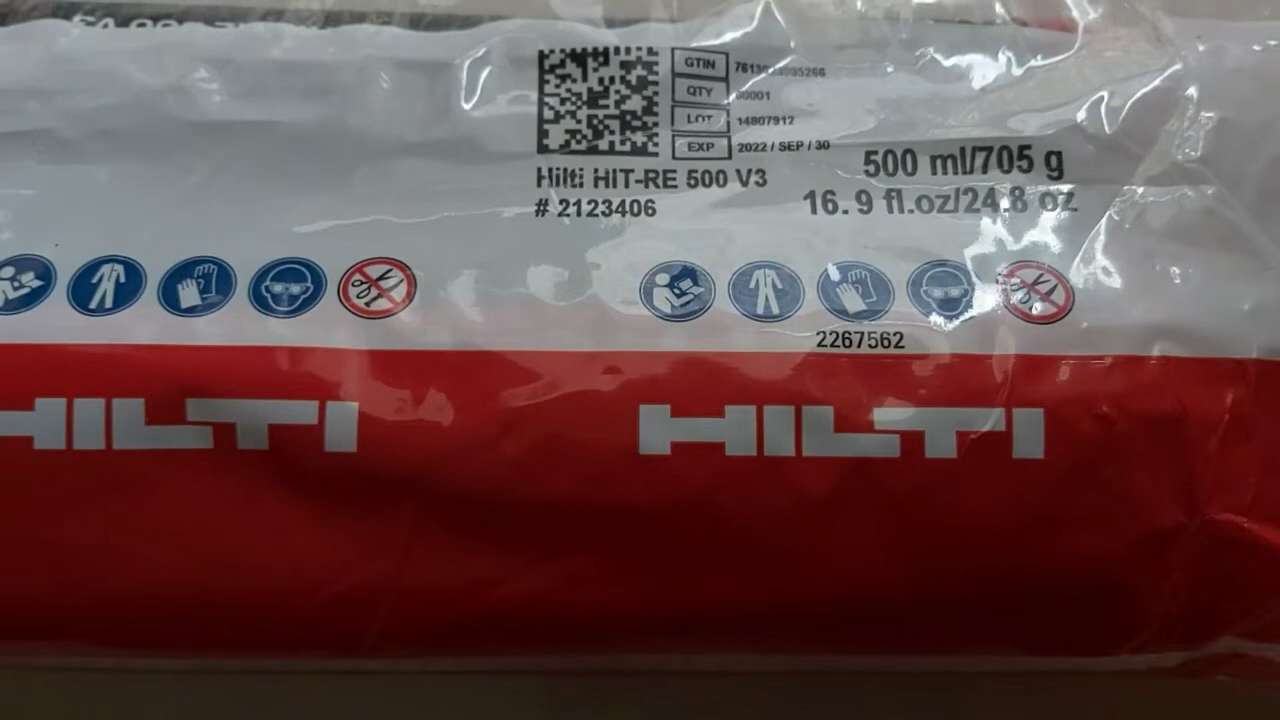 GTIN
QTY
LOT 14807912
EXP 2022 / SEP / 30
Hilti HIT-RE 500 V3
# 2123406
500 ml/705 g
16.9 fl.oz/24.8 oz
2267562
HILTI HILTI